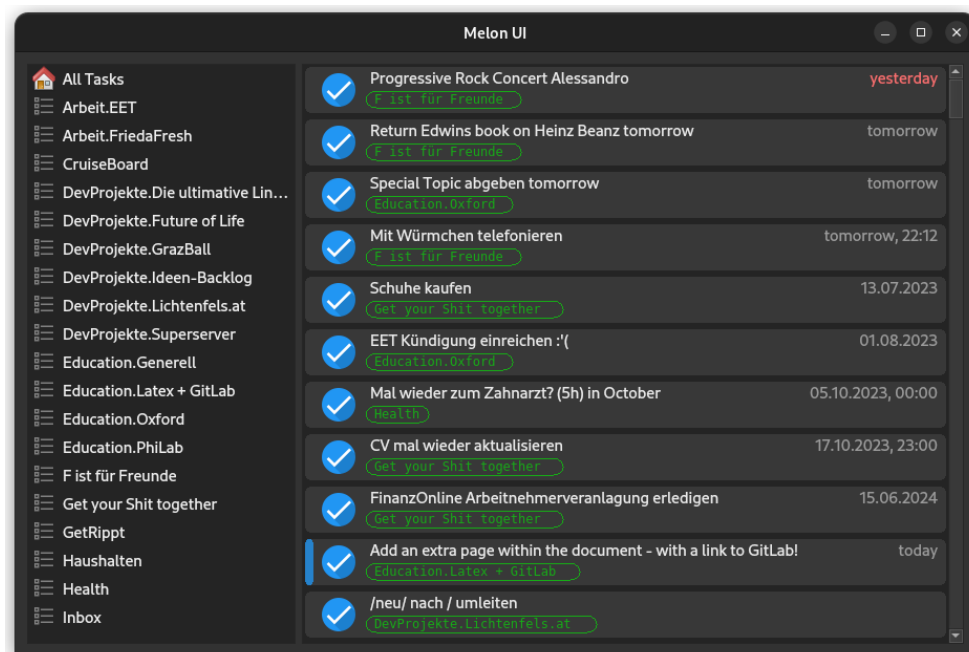 Melon UI
All Tasks
Arbeit.EET
Arbeit.FriedaFresh
CruiseBoard
DevProjekte.Die ultimative Lin...
DevProjekte.Future of Life
DevProjekte.GrazBall
DevProjekte.Ideen-Backlog
DevProjekte.Lichtenfels.at
DevProjekte.Superserver
Education.Generell
Education.Latex + GitLab
Education.Oxford
Education.PhiLab
F ist für Freunde
Get your Shit together
GetRippt
Haushalten
Health
Inbox
Progressive Rock Concert Alessandro yesterday
F ist für Freunde
Return Edwins book on Heinz Beanz tomorrow tomorrow
F ist für Freunde
Special Topic abgeben tomorrow tomorrow
Education.Oxford
Mit Würmchen telefonieren tomorrow, 22:12
F ist für Freunde
Schuhe kaufen 13.07.2023
Get your Shit together
EET Kündigung einreichen :'( 01.08.2023
Education.Oxford
Mal wieder zum Zahnarzt? (5h) in October 05.10.2023, 00:00
Health
CV mal wieder aktualisieren 17.10.2023, 23:00
Get your Shit together
FinanzOnline Arbeitnehmerveranlagung erledigen 15.06.2024
Get your Shit together
Add an extra page within the document - with a link to GitLab! today
Education.Latex + GitLab
/neu/ nach / umleiten
DevProjekte.Lichtenfels.at